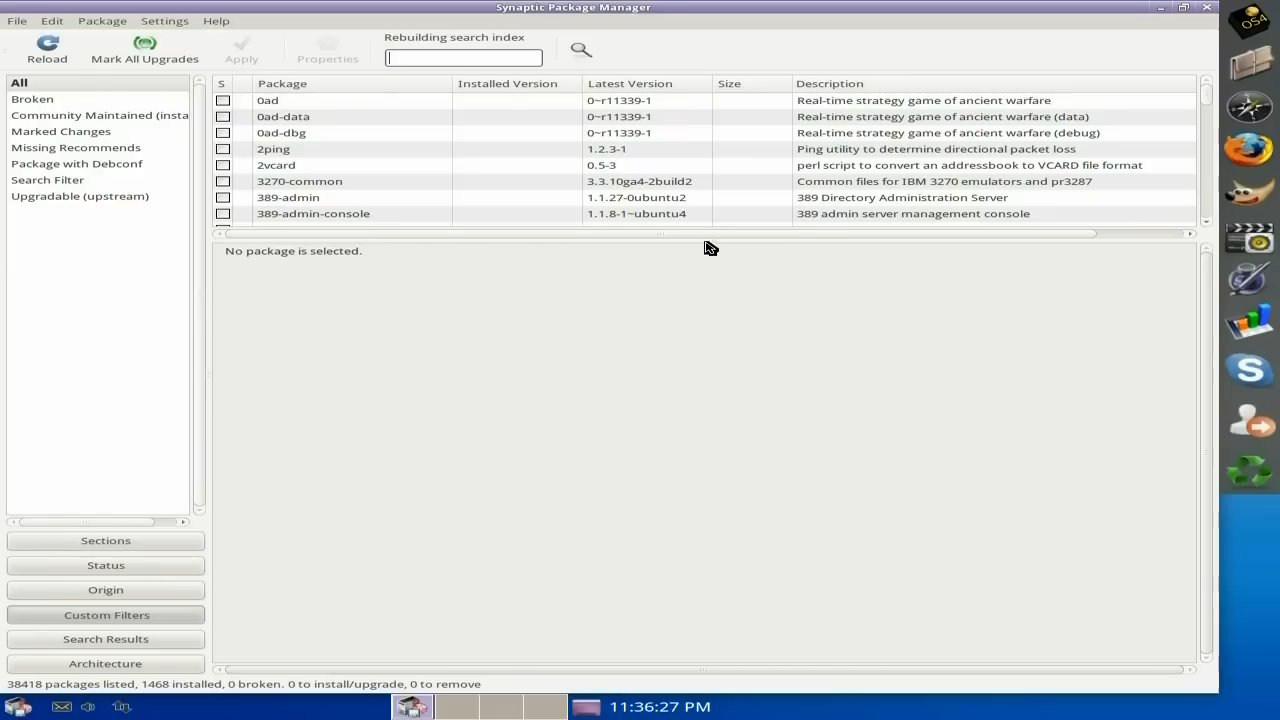 Synaptic Package Manager
File Edit Package Settings Help
Rebuilding search index
Reload Mark All Upgrades Apply Properties
All
Broken
Community Maintained (insta
Marked Changes
Missing Recommends
Package with Debconf
Search Filter
Upgradable (upstream)
S Package Installed Version Latest Version Size Description
0ad 0~r11339-1 Real-time strategy game of ancient warfare
0ad-data 0~r11339-1 Real-time strategy game of ancient warfare (data)
0ad-dbg 0~r11339-1 Real-time strategy game of ancient warfare (debug)
2ping 1.2.3-1 Ping utility to determine directional packet loss
2vcard 0.5-3 perl script to convert an addressbook to VCARD file format
3270-common 3.3.10ga4-2build2 Common files for IBM 3270 emulators and pr3287
389-admin 1.1.27-0ubuntu2 389 Directory Administration Server
389-admin-console 1.1.8-1~ubuntu4 389 admin server management console
No package is selected.
Sections
Status
Origin
Custom Filters
Search Results
Architecture
38418 packages listed, 1468 installed, 0 broken. 0 to install/upgrade, 0 to remove
11:36:27 PM
OS4
S